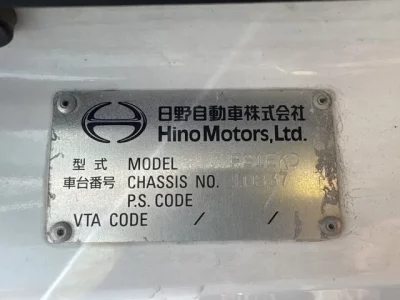 日野自動車株式会社
Hino Motors, Ltd.
型式 MODEL
車台番号 CHASSIS NO.
P.S. CODE
VTA CODE / /